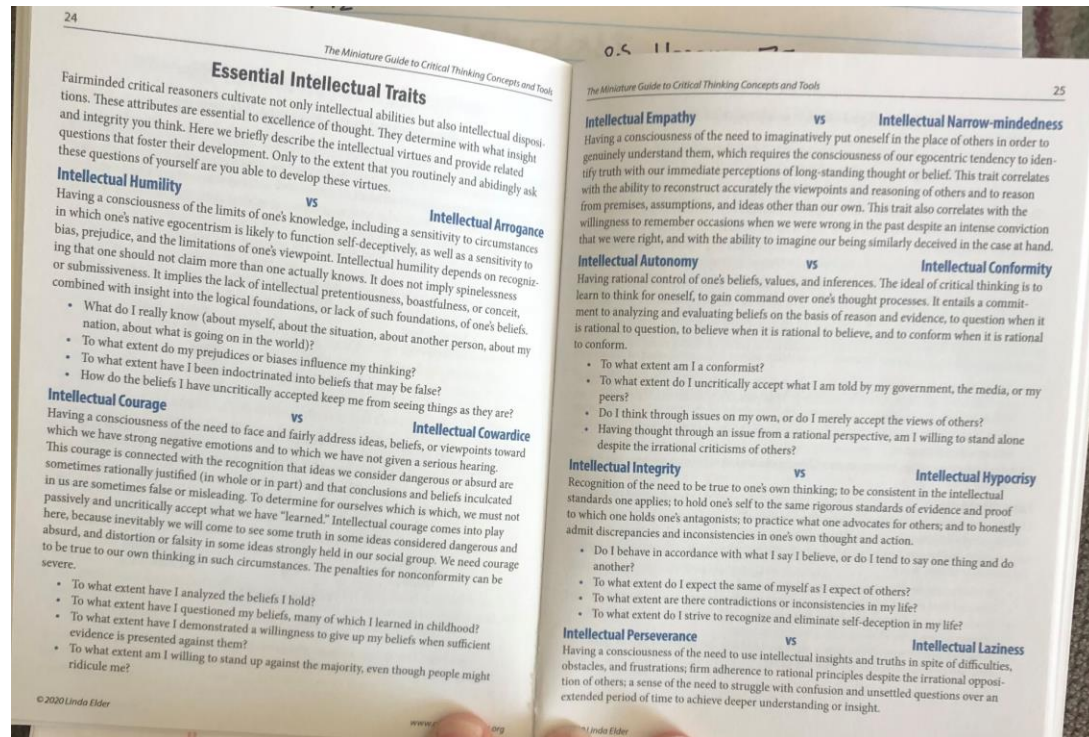 24
The Miniature Guide to Critical Thinking Concepts and Tools
Essential Intellectual Traits
Fairminded critical reasoners cultivate not only intellectual abilities but also intellectual disposi-
tions. These attributes are essential to excellence of thought. They determine with what insight
and integrity you think. Here we briefly describe the intellectual virtues and provide related
questions that foster their development. Only to the extent that you routinely and abidingly ask
these questions of yourself are you able to develop these virtues.
Intellectual Humility vs Intellectual Arrogance
Having a consciousness of the limits of one's knowledge, including a sensitivity to circumstances
in which one's native egocentrism is likely to function self-deceptively, as well as a sensitivity to
bias, prejudice, and the limitations of one's viewpoint. Intellectual humility depends on recogniz-
ing that one should not claim more than one actually knows. It does not imply spinelessness
or submissiveness. It implies the lack of intellectual pretentiousness, boastfulness, or conceit,
combined with insight into the logical foundations, or lack of such foundations, of one's beliefs.
• What do I really know (about myself, about the situation, about another person, about my
nation, about what is going on in the world)?
• To what extent do my prejudices or biases influence my thinking?
• To what extent have I been indoctrinated into beliefs that may be false?
• How do the beliefs I have uncritically accepted keep me from seeing things as they are?
Intellectual Courage vs Intellectual Cowardice
Having a consciousness of the need to face and fairly address ideas, beliefs, or viewpoints toward
which we have strong negative emotions and to which we have not given a serious hearing.
This courage is connected with the recognition that ideas we consider dangerous or absurd are
sometimes rationally justified (in whole or in part) and that conclusions and beliefs inculcated
in us are sometimes false or misleading. To determine for ourselves which is which, we must not
passively and uncritically accept what we have "learned." Intellectual courage comes into play
here, because inevitably we will come to see some truth in some ideas considered dangerous and
absurd, and distortion or falsity in some ideas strongly held in our social group. We need courage
to be true to our own thinking in such circumstances. The penalties for nonconformity can be
severe.
• To what extent have I analyzed the beliefs I hold?
• To what extent have I questioned my beliefs, many of which I learned in childhood?
• To what extent have I demonstrated a willingness to give up my beliefs when sufficient
evidence is presented against them?
• To what extent am I willing to stand up against the majority, even though people might
ridicule me?
© 2020 Linda Elder
org
The Miniature Guide to Critical Thinking Concepts and Tools
25
Intellectual Empathy vs Intellectual Narrow-mindedness
Having a consciousness of the need to imaginatively put oneself in the place of others in order to
genuinely understand them, which requires the consciousness of our egocentric tendency to iden-
tify truth with our immediate perceptions of long-standing thought or belief. This trait correlates
with the ability to reconstruct accurately the viewpoints and reasoning of others and to reason
from premises, assumptions, and ideas other than our own. This trait also correlates with the
willingness to remember occasions when we were wrong in the past despite an intense conviction
that we were right, and with the ability to imagine our being similarly deceived in the case at hand.
Intellectual Autonomy vs Intellectual Conformity
Having rational control of one's beliefs, values, and inferences. The ideal of critical thinking is to
learn to think for oneself, to gain command over one's thought processes. It entails a commit-
ment to analyzing and evaluating beliefs on the basis of reason and evidence, to question when it
is rational to question, to believe when it is rational to believe, and to conform when it is rational
to conform.
• To what extent am I a conformist?
• To what extent do I uncritically accept what I am told by my government, the media, or my
peers?
• Do I think through issues on my own, or do I merely accept the views of others?
• Having thought through an issue from a rational perspective, am I willing to stand alone
despite the irrational criticisms of others?
Intellectual Integrity vs Intellectual Hypocrisy
Recognition of the need to be true to one's own thinking; to be consistent in the intellectual
standards one applies; to hold one's self to the same rigorous standards of evidence and proof
to which one holds one's antagonists; to practice what one advocates for others; and to honestly
admit discrepancies and inconsistencies in one's own thought and action.
• Do I behave in accordance with what I say I believe, or do I tend to say one thing and do
another?
• To what extent do I expect the same of myself as I expect of others?
• To what extent are there contradictions or inconsistencies in my life?
• To what extent do I strive to recognize and eliminate self-deception in my life?
Intellectual Perseverance vs Intellectual Laziness
Having a consciousness of the need to use intellectual insights and truths in spite of difficulties,
obstacles, and frustrations; firm adherence to rational principles despite the irrational opposi-
tion of others; a sense of the need to struggle with confusion and unsettled questions over an
extended period of time to achieve deeper understanding or insight.
Linda Elder